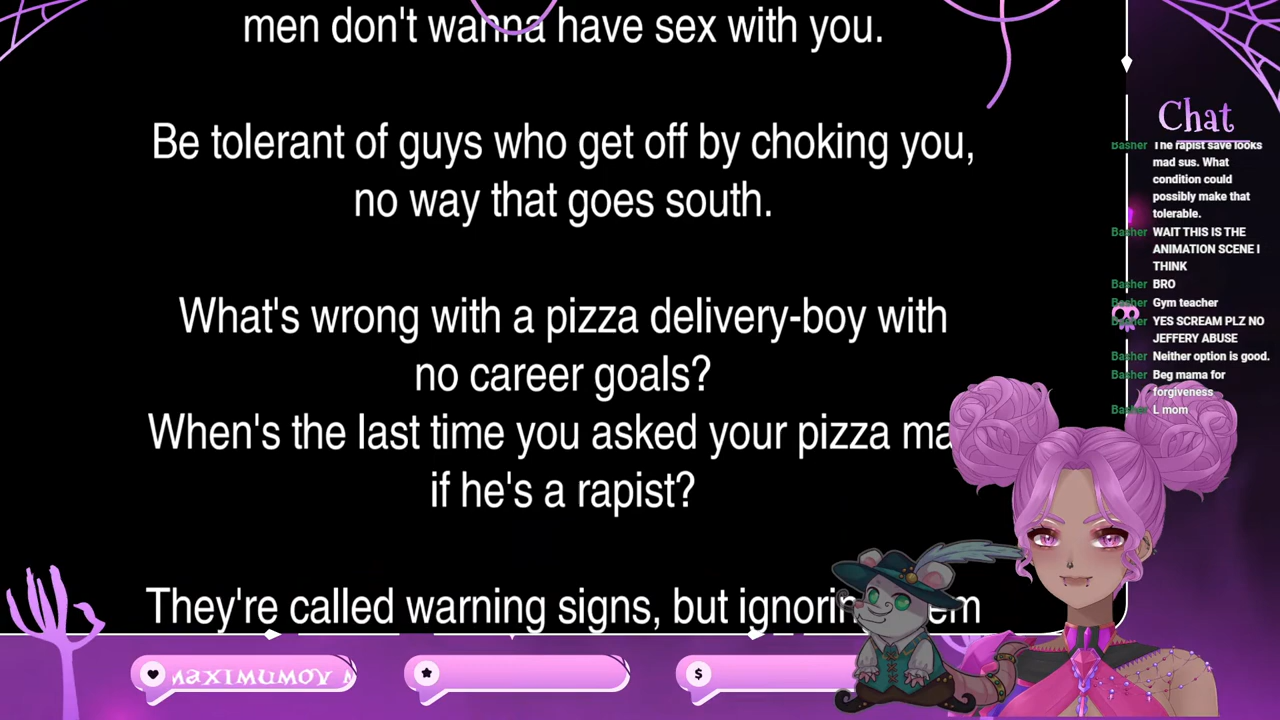 men don't wanna have sex with you.
Be tolerant of guys who get off by choking you,
no way that goes south.
What's wrong with a pizza delivery-boy with
no career goals?
When's the last time you asked your pizza ma
if he's a rapist?
They're called warning signs, but ignorin em
Chat
Basher The rapist save looks
mad sus. What
condition could
possibly make that
tolerable.
Basher WAIT THIS IS THE
ANIMATION SCENE I
THINK
Basher BRO
Basher Gym teacher
Basher YES SCREAM PLZ NO
JEFFERY ABUSE
Basher Neither option is good.
Basher Beg mama for
forgiveness
Basher L mom
maximumov
$